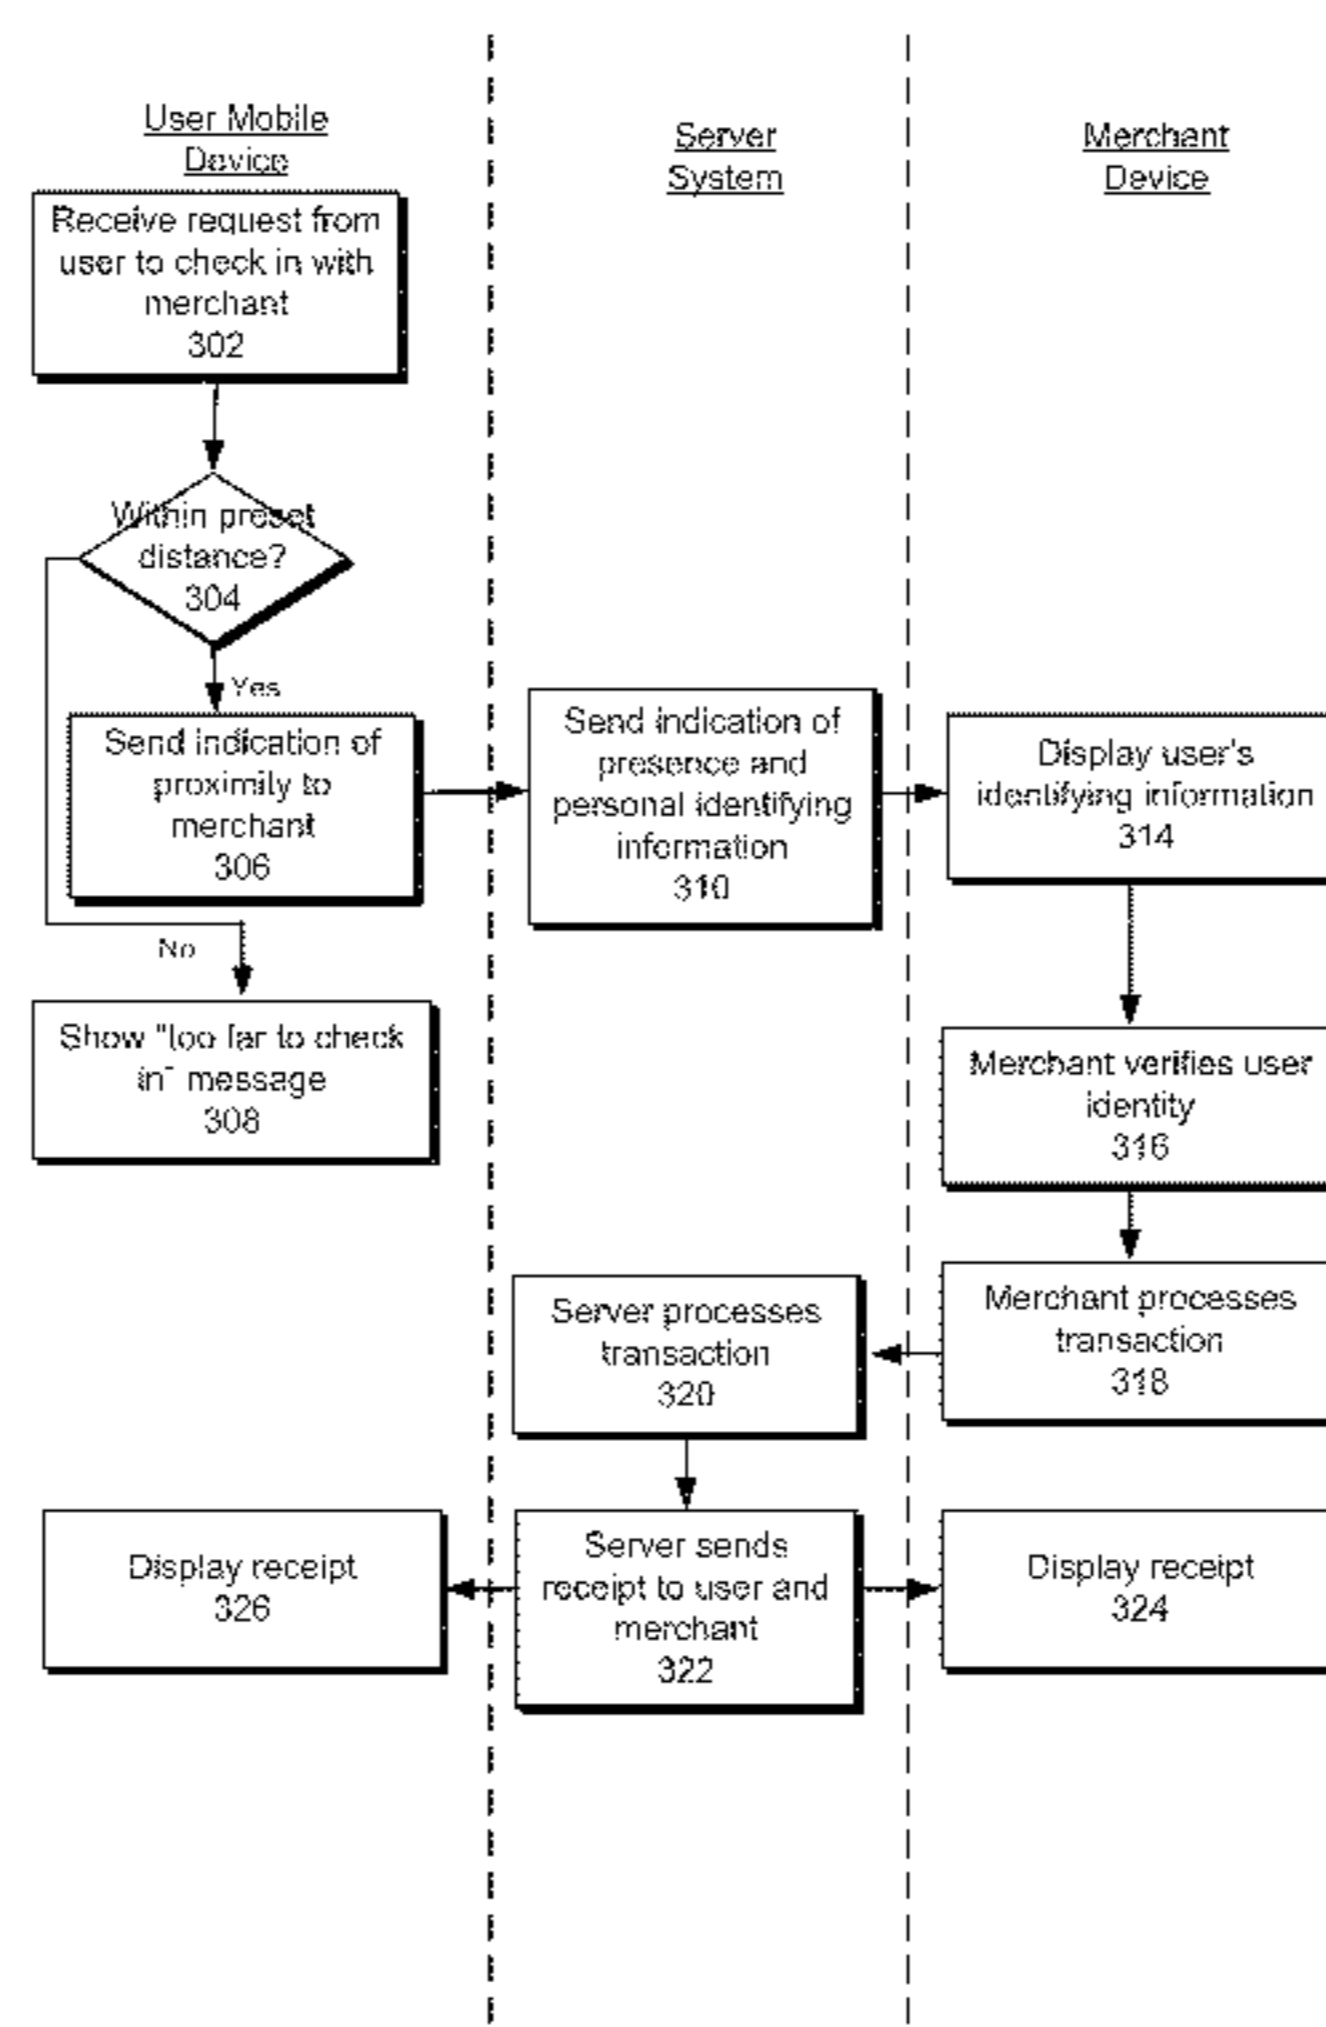 User Mobile
Device
Receive request from
user to check in with
merchant
302
Within preset
distance?
304
Yes
Send indication of
proximity to
merchant
306
No
Show "too far to check
in" message
308
Display receipt
326
Server
System
Send indication of
presence and
personal identifying
information
310
Server processes
transaction
320
Server sends
receipt to user and
merchant
322
Merchant
Device
Display user's
identifying information
314
Merchant verifies user
identity
316
Merchant processes
transaction
318
Display receipt
324